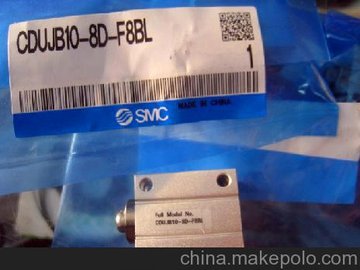 CDUJB10-8D-F8BL
1
SMC
MADE IN CHINA
Full Model No.
CDUJB10-8D-F8BL
china.makepolo.com